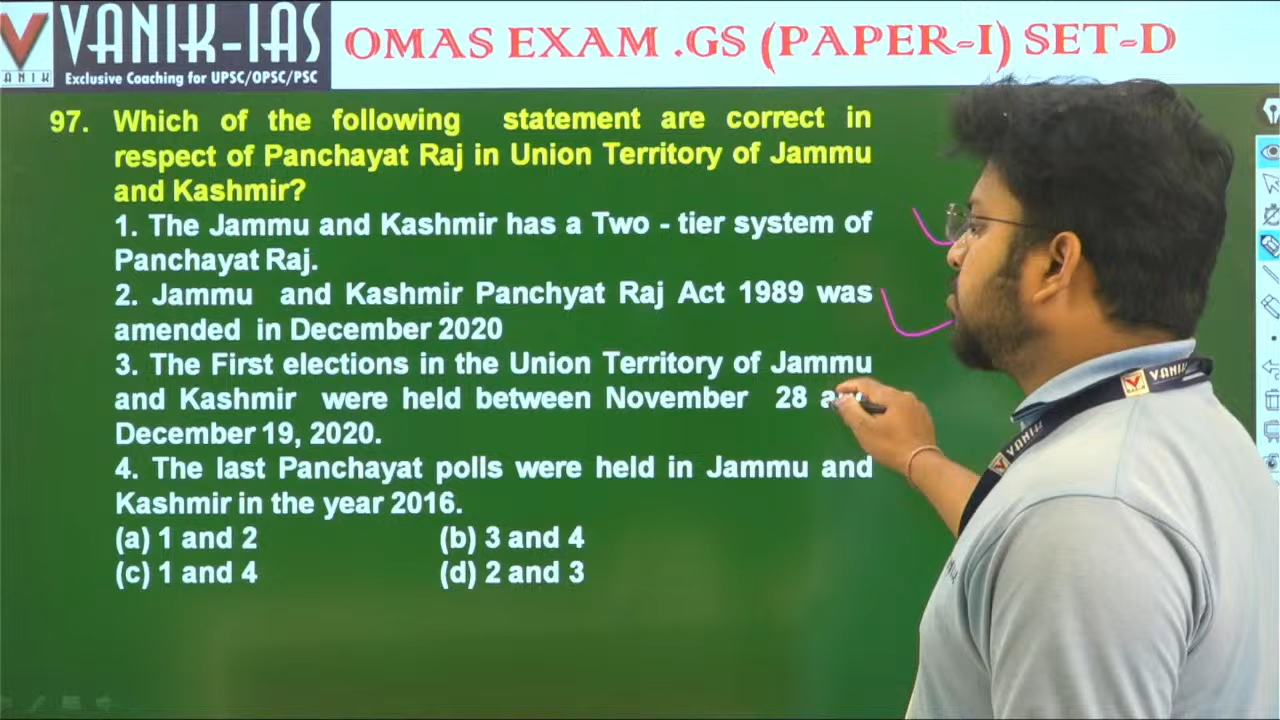 VANIK-IAS
VANIK
Exclusive Coaching for UPSC/OPSC/PSC
OMAS EXAM .GS (PAPER-I) SET-D
97. Which of the following statement are correct in
respect of Panchayat Raj in Union Territory of Jammu
and Kashmir?
1. The Jammu and Kashmir has a Two - tier system of
Panchayat Raj.
2. Jammu and Kashmir Panchyat Raj Act 1989 was
amended in December 2020
3. The First elections in the Union Territory of Jammu
and Kashmir were held between November 28
December 19, 2020.
4. The last Panchayat polls were held in Jammu and
Kashmir in the year 2016.
(a) 1 and 2 (b) 3 and 4
(c) 1 and 4 (d) 2 and 3
VANIK
VANIK